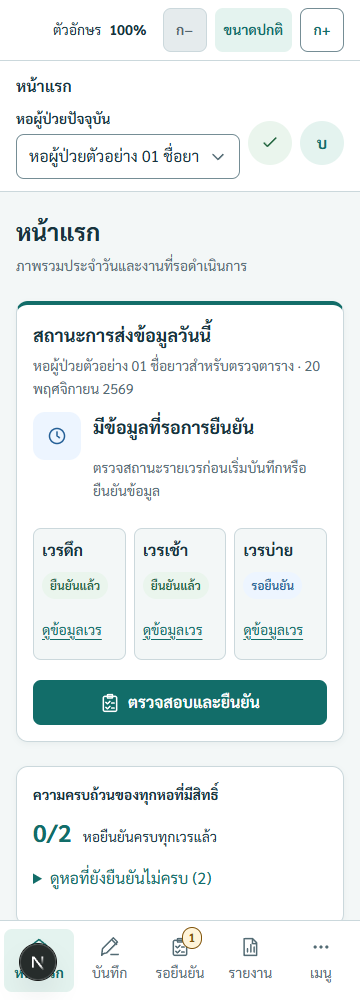 ตัวอักษร 100% ก− ขนาดปกติ ก+
หน้าแรก
หอผู้ป่วยปัจจุบัน
หอผู้ป่วยตัวอย่าง 01 ชื่อยา
บ
หน้าแรก
ภาพรวมประจำวันและงานที่รอดำเนินการ
สถานะการส่งข้อมูลวันนี้
หอผู้ป่วยตัวอย่าง 01 ชื่อยาวสำหรับตรวจตาราง · 20
พฤศจิกายน 2569
มีข้อมูลที่รอการยืนยัน
ตรวจสถานะรายเวรก่อนเริ่มบันทึกหรือ
ยืนยันข้อมูล
เวรดึก เวรเช้า เวรบ่าย
ยืนยันแล้ว ยืนยันแล้ว รอยืนยัน
ดูข้อมูลเวร ดูข้อมูลเวร ดูข้อมูลเวร
ตรวจสอบและยืนยัน
ความครบถ้วนของทุกหอที่มีสิทธิ์
0/2 หอยืนยันครบทุกเวรแล้ว
ดูหอที่ยังยืนยันไม่ครบ (2)
1
N
บันทึก รอยืนยัน รายงาน เมนู